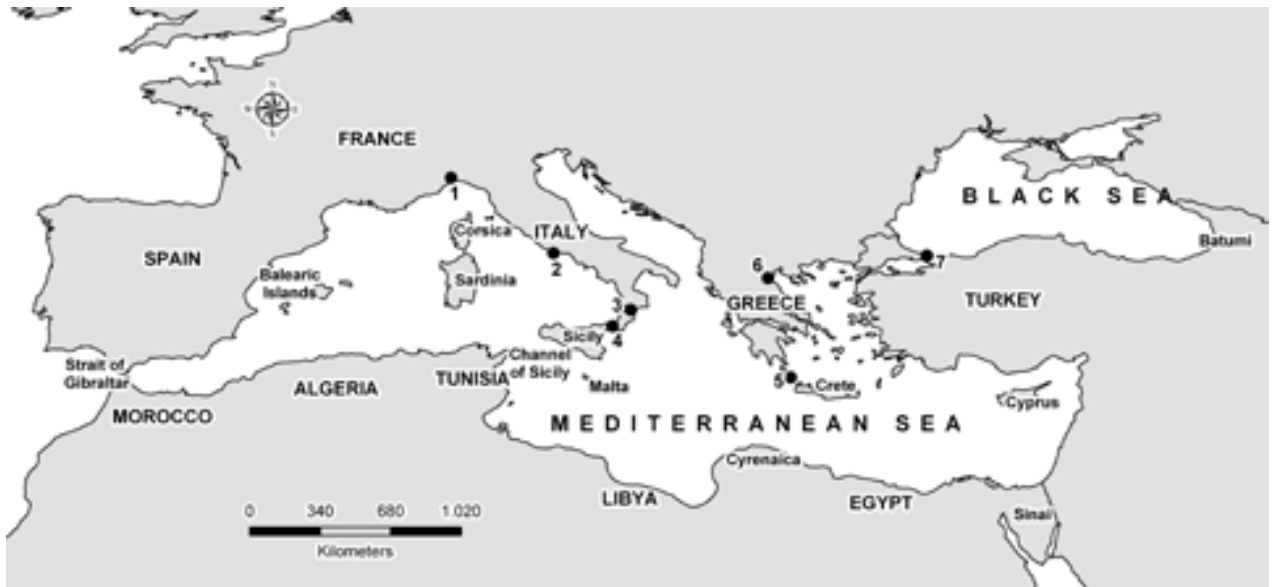 FRANCE
1
BLACK SEA
Corsica
ITALY
2
Batumi
SPAIN
6
7
Balearic
Islands
Sardinia
GREECE
TURKEY
3
Sicily
4
Strait of
Gibraltar
Channel
of Sicily
TUNISIA
ALGERIA
Malta
5
Crete
Cyprus
MOROCCO
MEDITERRANEAN SEA
Cyrenaica
LIBYA
EGYPT
Sinai
0 340 680 1.020
Kilometers